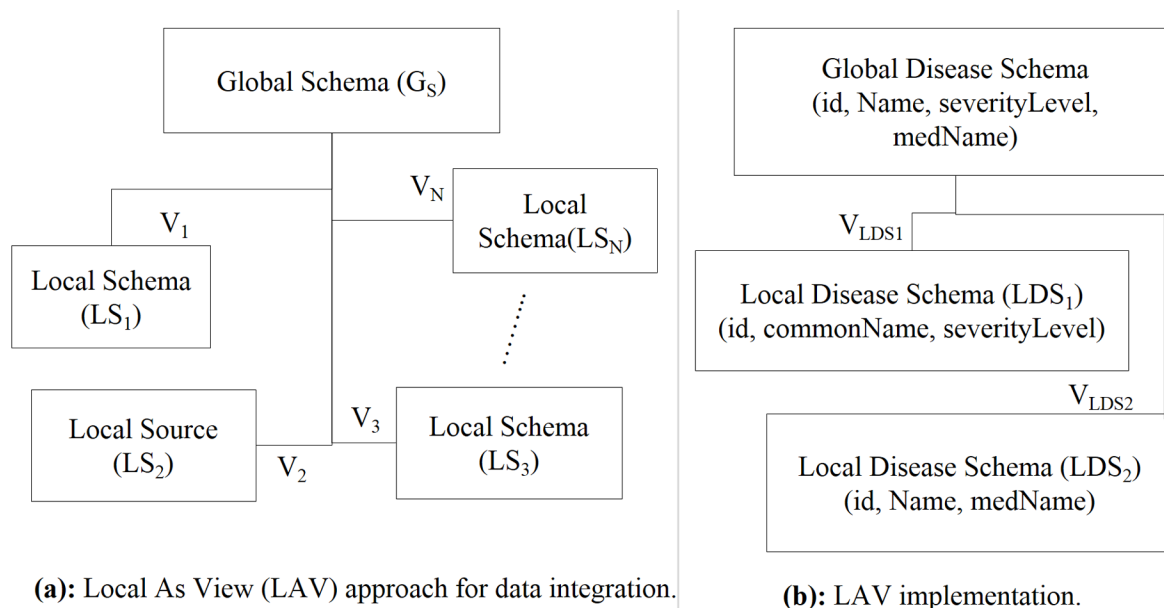 Global Schema (GS)
VN
Local
Schema(LSN)
V1
Local Schema
(LS1)
V3
Local Schema
(LS3)
Local Source
(LS2)
V2
(a): Local As View (LAV) approach for data integration.
Global Disease Schema
(id, Name, severityLevel,
medName)
VLDS1
Local Disease Schema (LDS1)
(id, commonName, severityLevel)
VLDS2
Local Disease Schema (LDS2)
(id, Name, medName)
(b): LAV implementation.